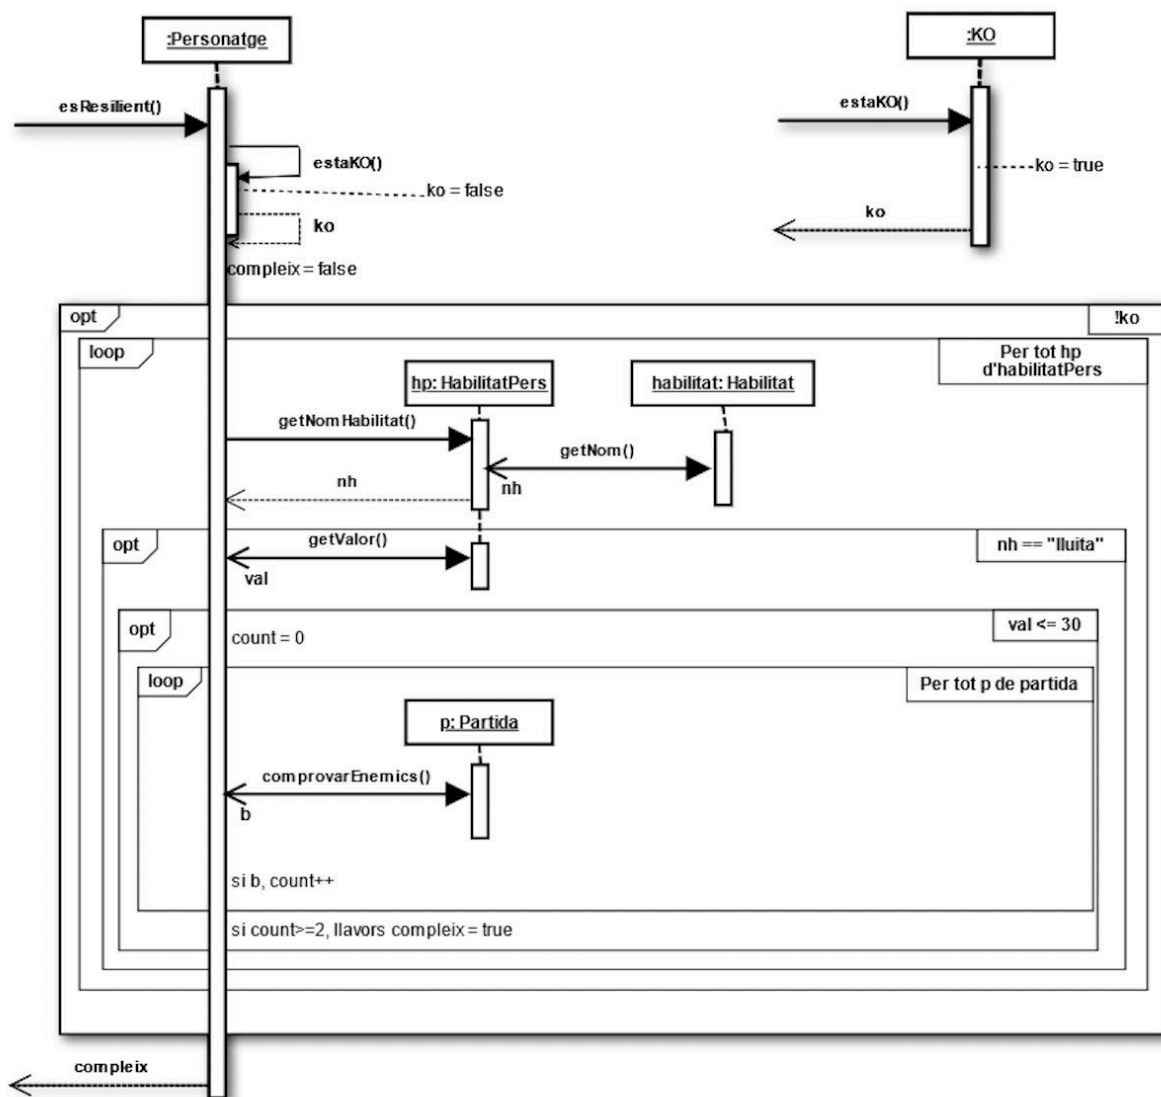 :Personatge
:KO
esResilient()
estaKO()
estaKO()
ko = false
ko = true
ko
ko
compleix = false
opt
!ko
loop
Per tot hp
d'habilitatPers
hp: HabilitatPers
habilitat: Habilitat
getNomHabilitat()
getNom()
nh
nh
opt
getValor()
nh == "lluita"
val
opt
count = 0
val <= 30
loop
Per tot p de partida
p: Partida
comprovarEnemics()
b
si b, count++
si count>=2, llavors compleix = true
compleix